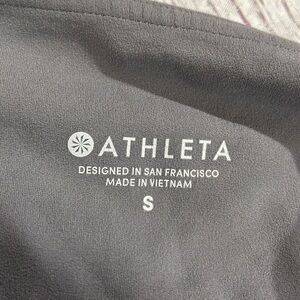 ATHLETA
DESIGNED IN SAN FRANCISCO
MADE IN VIETNAM
S